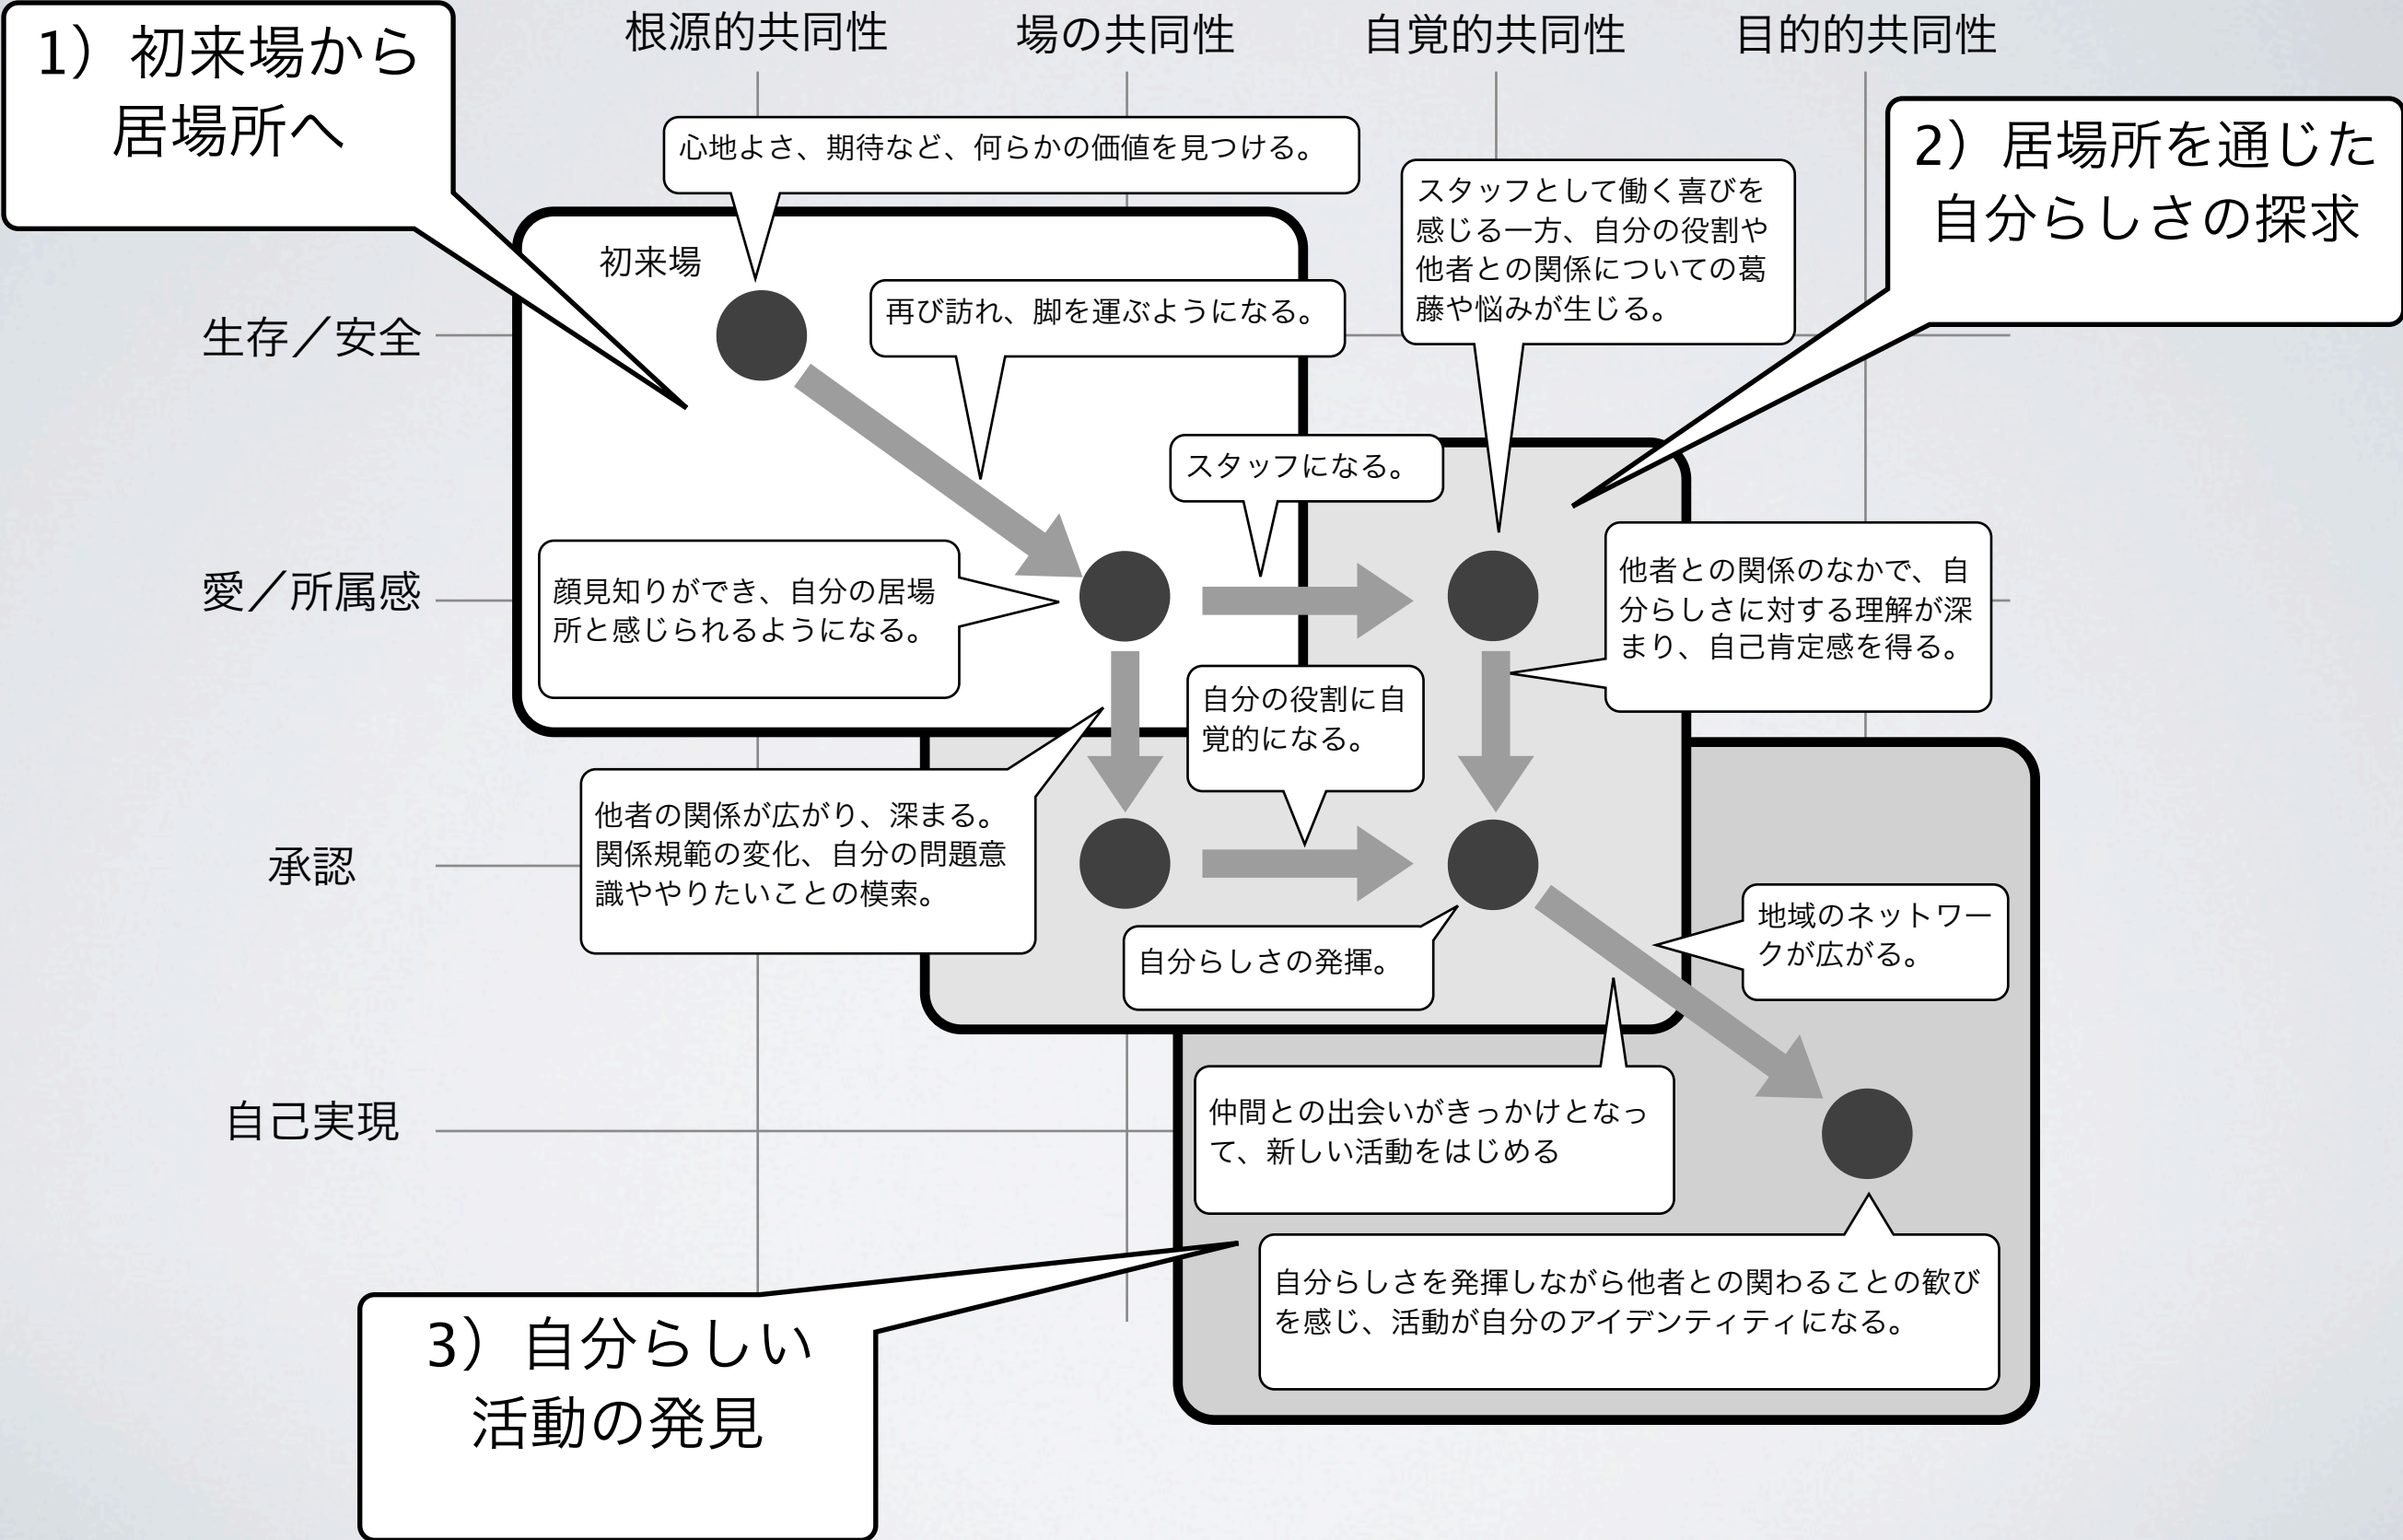 根源的共同性
場の共同性
自覚的共同性
目的的共同性
1）初来場から
居場所へ
2）居場所を通じた
自分らしさの探求
心地よさ、期待など、何らかの価値を見つける。
スタッフとして働く喜びを
感じる一方、自分の役割や
他者との関係についての葛
藤や悩みが生じる。
初来場
再び訪れ、脚を運ぶようになる。
生存／安全
スタッフになる。
愛／所属感
顔見知りができ、自分の居場
所と感じられるようになる。
他者との関係のなかで、自
分らしさに対する理解が深
まり、自己肯定感を得る。
自分の役割に自
覚的になる。
他者の関係が広がり、深まる。
関係規範の変化、自分の問題意
識ややりたいことの模索。
承認
自分らしさの発揮。
地域のネットワー
クが広がる。
自己実現
仲間との出会いがきっかけとなっ
て、新しい活動をはじめる
自分らしさを発揮しながら他者との関わることの歓び
を感じ、活動が自分のアイデンティティになる。
3）自分らしい
活動の発見